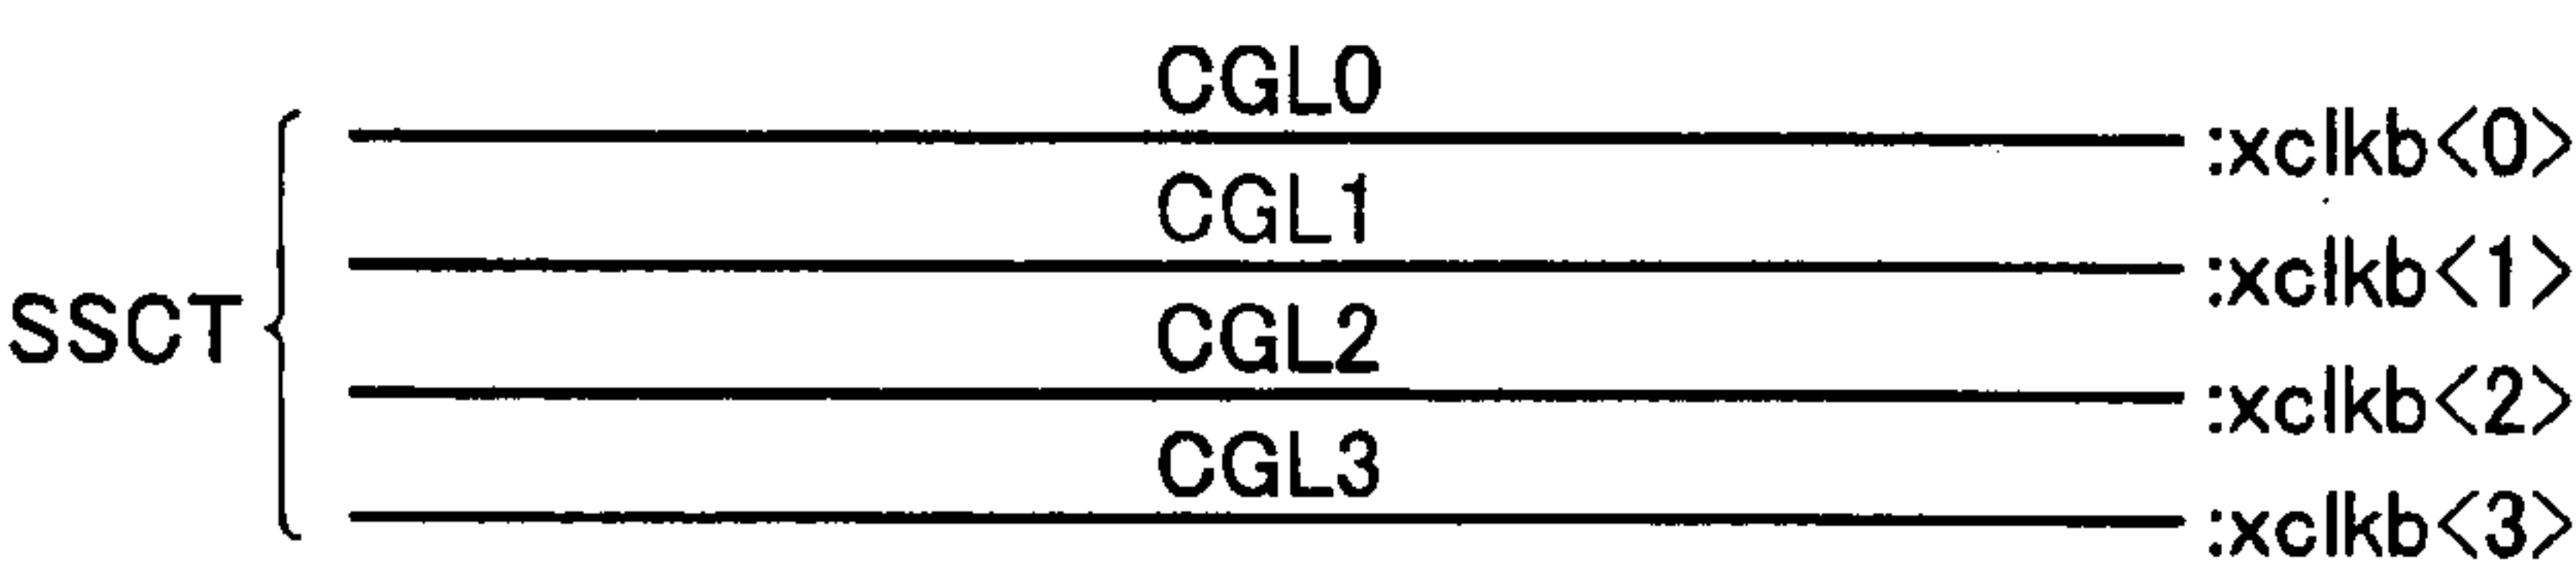 CGL0
:xclkb<0>
CGL1
:xclkb<1>
SSCT
CGL2
:xclkb<2>
CGL3
:xclkb<3>